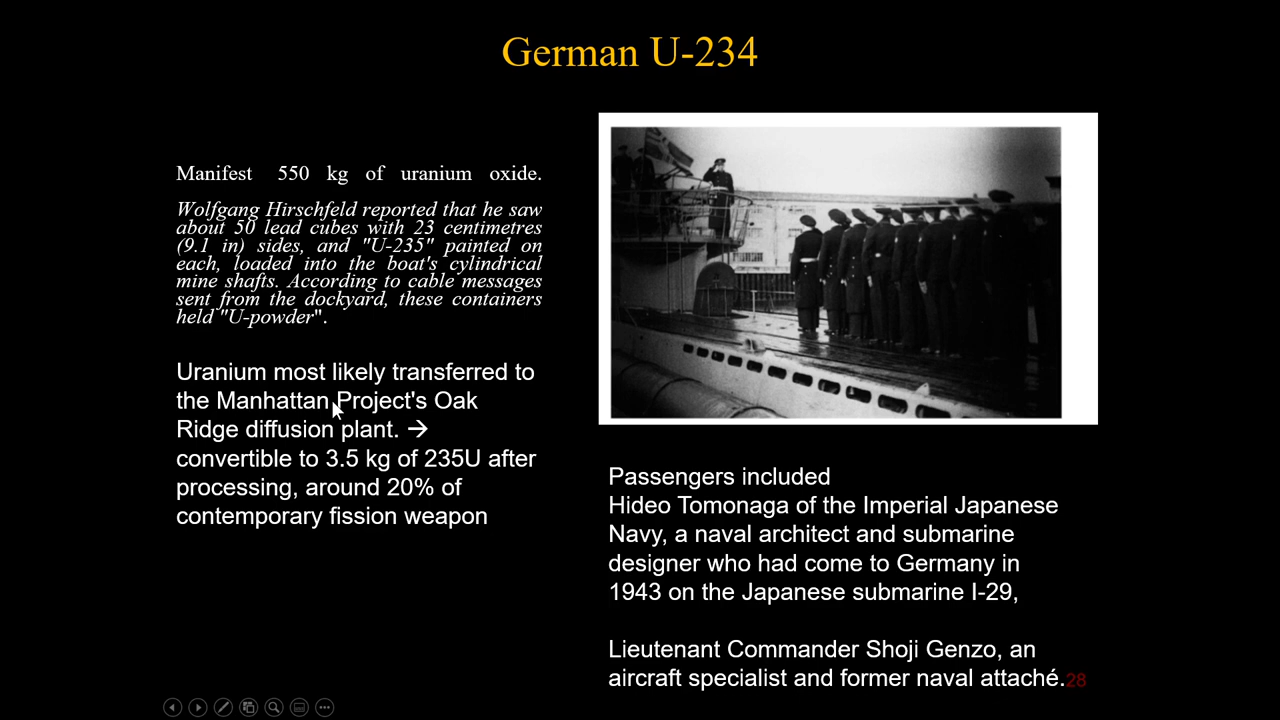 German U-234
Manifest 550 kg of uranium oxide.
Wolfgang Hirschfeld reported that he saw
about 50 lead cubes with 23 centimetres
(9.1 in) sides, and "U-235" painted on
each, loaded into the boat's cylindrical
mine shafts. According to cable messages
sent from the dockyard, these containers
held "U-powder".
Uranium most likely transferred to
the Manhattan Project's Oak
Ridge diffusion plant. →
convertible to 3.5 kg of 235U after
processing, around 20% of
contemporary fission weapon
Passengers included
Hideo Tomonaga of the Imperial Japanese
Navy, a naval architect and submarine
designer who had come to Germany in
1943 on the Japanese submarine I-29,
Lieutenant Commander Shoji Genzo, an
aircraft specialist and former naval attaché.
28